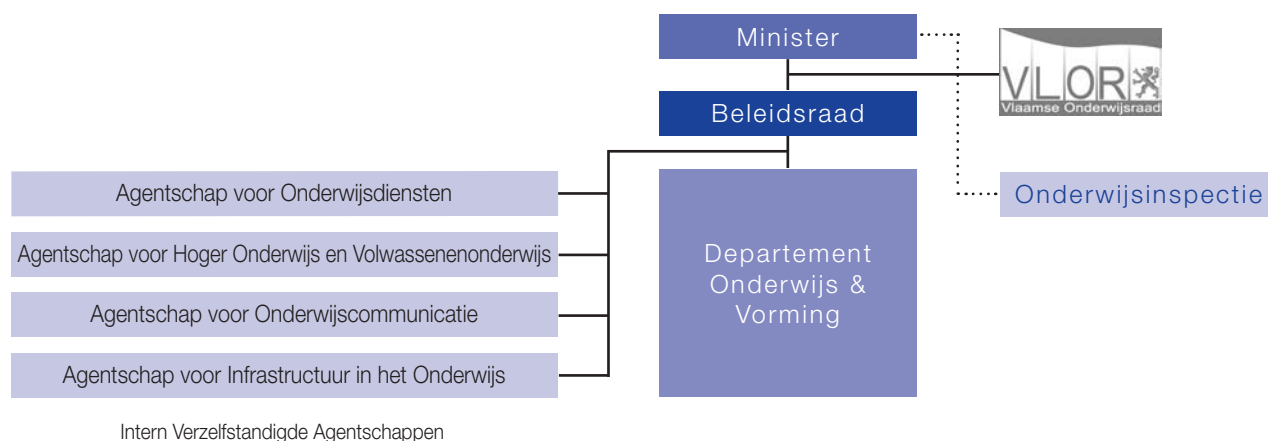 Minister
VLOR
Vlaamse Onderwijsraad
Beleidsraad
Agentschap voor Onderwijsdiensten
Onderwijsinspectie
Agentschap voor Hoger Onderwijs en Volwassenenonderwijs
Departement
Onderwijs &
Vorming
Agentschap voor Onderwijscommunicatie
Agentschap voor Infrastructuur in het Onderwijs
Intern Verzelfstandigde Agentschappen